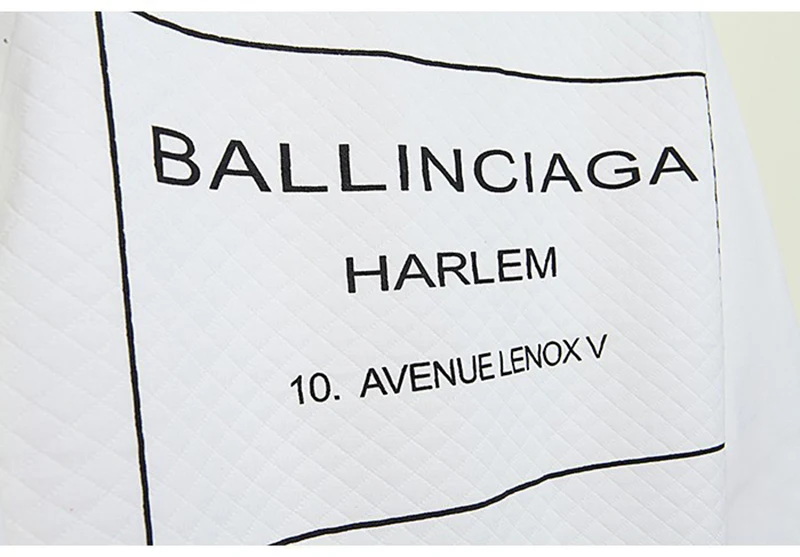 BALLINCIAGA
HARLEM
10. AVENUE LENOX V